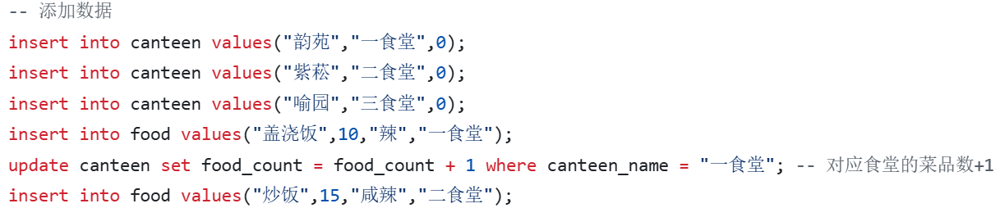 -- 添加数据
insert into canteen values("韵苑","一食堂",0);
insert into canteen values("紫菘","二食堂",0);
insert into canteen values("喻园","三食堂",0);
insert into food values("盖浇饭",10,"辣","一食堂");
update canteen set food_count = food_count + 1 where canteen_name = "一食堂"; -- 对应食堂的菜品数+1
insert into food values("炒饭",15,"咸辣","二食堂");